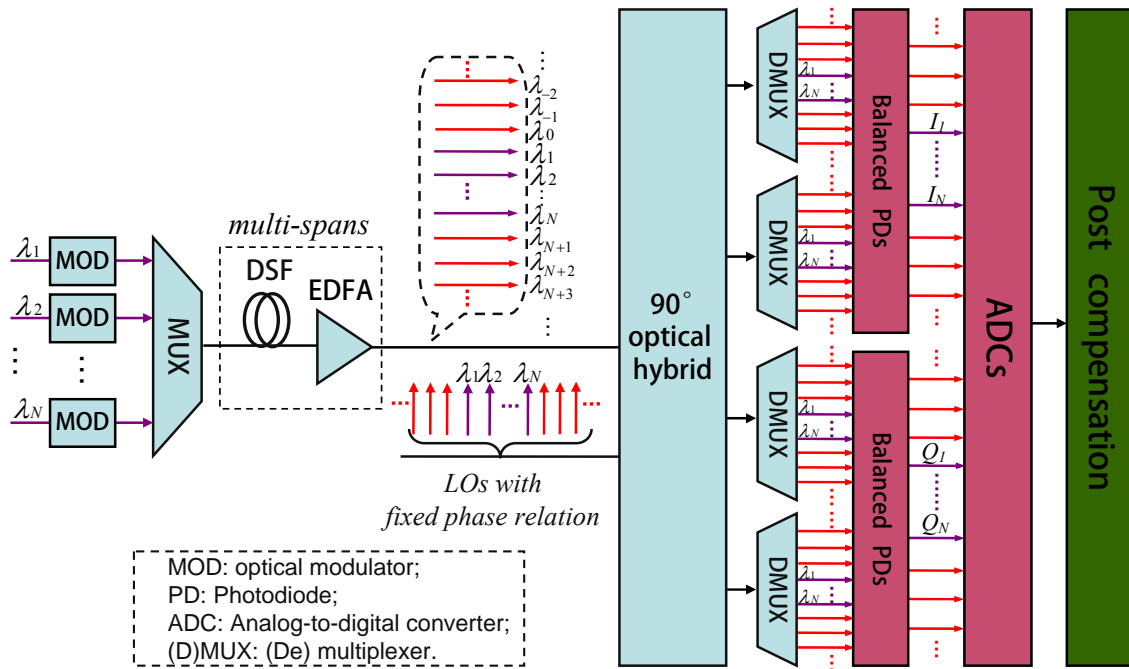 λ1
MOD
λ2
MOD
λN
MOD
MUX
multi-spans
DSF
EDFA
λ-2
λ-1
λ0
λ1
λ2
λN
λN+1
λN+2
λN+3
λ1 λ2 λN
LOs with
fixed phase relation
90°
optical
hybrid
DMUX
λ1
λN
DMUX
λ1
λN
DMUX
λ1
λN
DMUX
λ1
λN
Balanced PDs
Balanced PDs
I1
IN
Q1
QN
ADCs
Post compensation
MOD: optical modulator;
PD: Photodiode;
ADC: Analog-to-digital converter;
(D)MUX: (De) multiplexer.